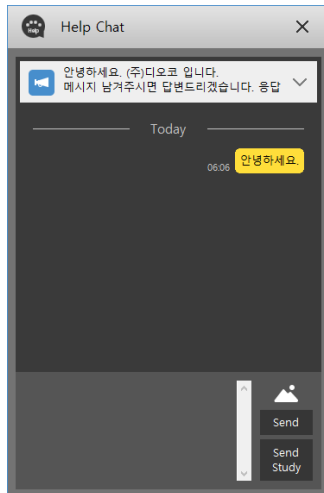 Help
Help Chat
안녕하세요. (주)디오코 입니다.
메시지 남겨주시면 답변드리겠습니다. 응답
Today
06:06
안녕하세요.
Send
Send
Study